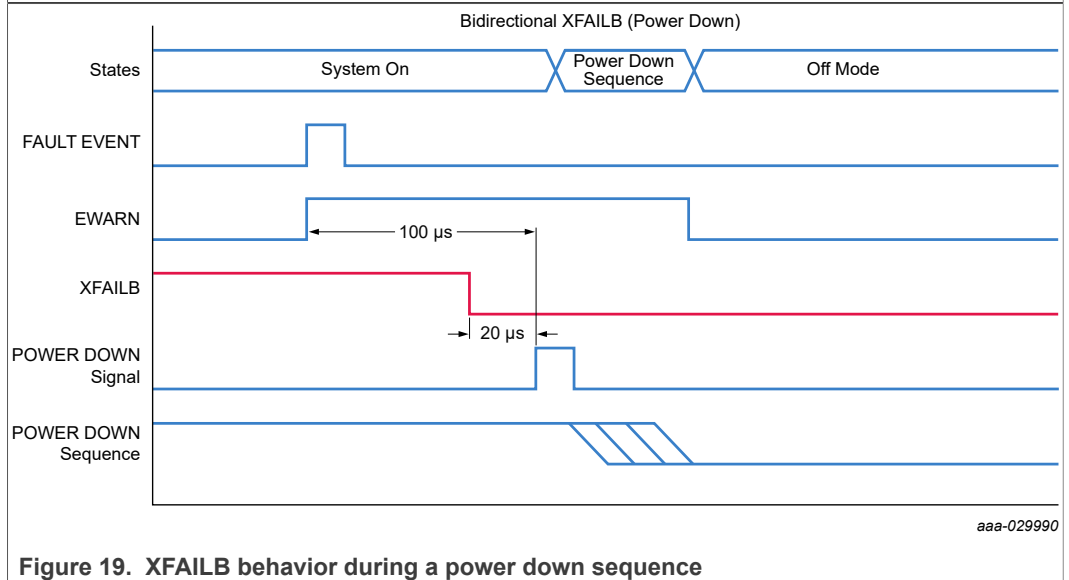 Bidirectional XFAILB (Power Down)
States
System On
Power Down
Sequence
Off Mode
FAULT EVENT
EWARN
100 μs
XFAILB
20 μs
POWER DOWN
Signal
POWER DOWN
Sequence
aaa-029990
Figure 19. XFAILB behavior during a power down sequence